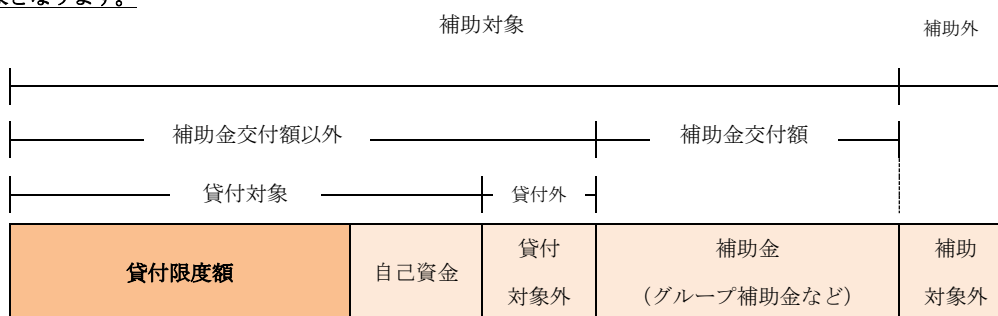 となります。
補助対象 補助外
補助金交付額以外 補助金交付額
貸付対象 貸付外
貸付限度額 自己資金 貸付 対象外 補助金 (グループ補助金など) 補助 対象外